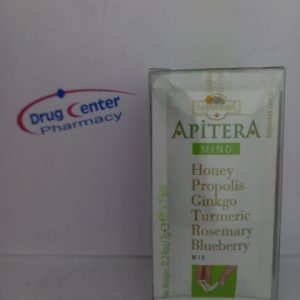 Drug Center
Pharmacy
APITERA
MIND
Honey
Propolis
Ginkgo
Turmeric
Rosemary
Blueberry
MIX